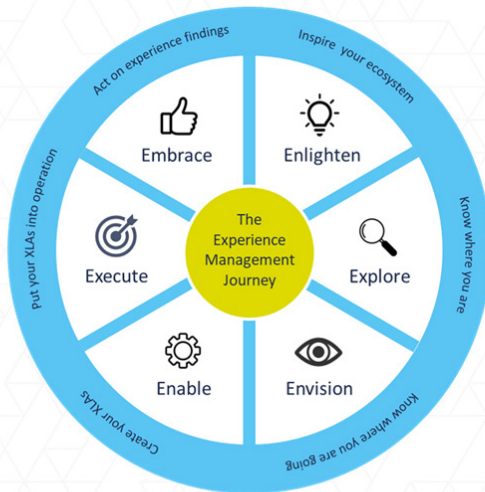 The
Experience
Management
Journey
Inspire your ecosystem
Enlighten
Know where you are
Explore
Know where you are going
Envision
Create your XLAs
Enable
Put your XLAs into operation
Execute
Act on experience findings
Embrace